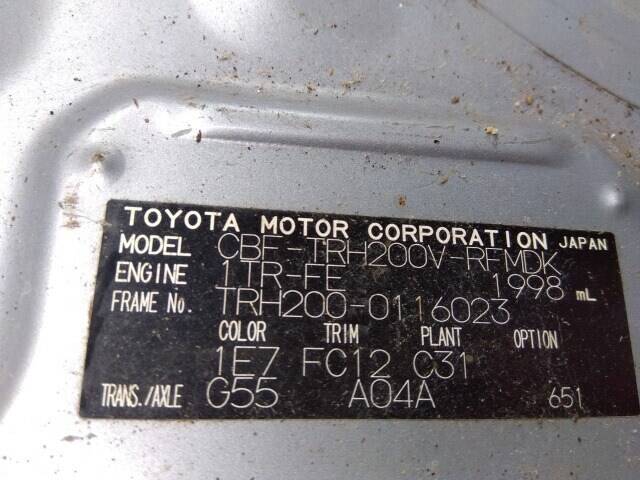 TOYOTA MOTOR CORPORATION JAPAN
MODEL CBF-TRH200V-RFMDK
ENGINE 1TR-FE 1998 mL
FRAME No. TRH200-0116023
COLOR TRIM PLANT OPTION
1E7 FC12 C31
TRANS./AXLE G55 A04A 651